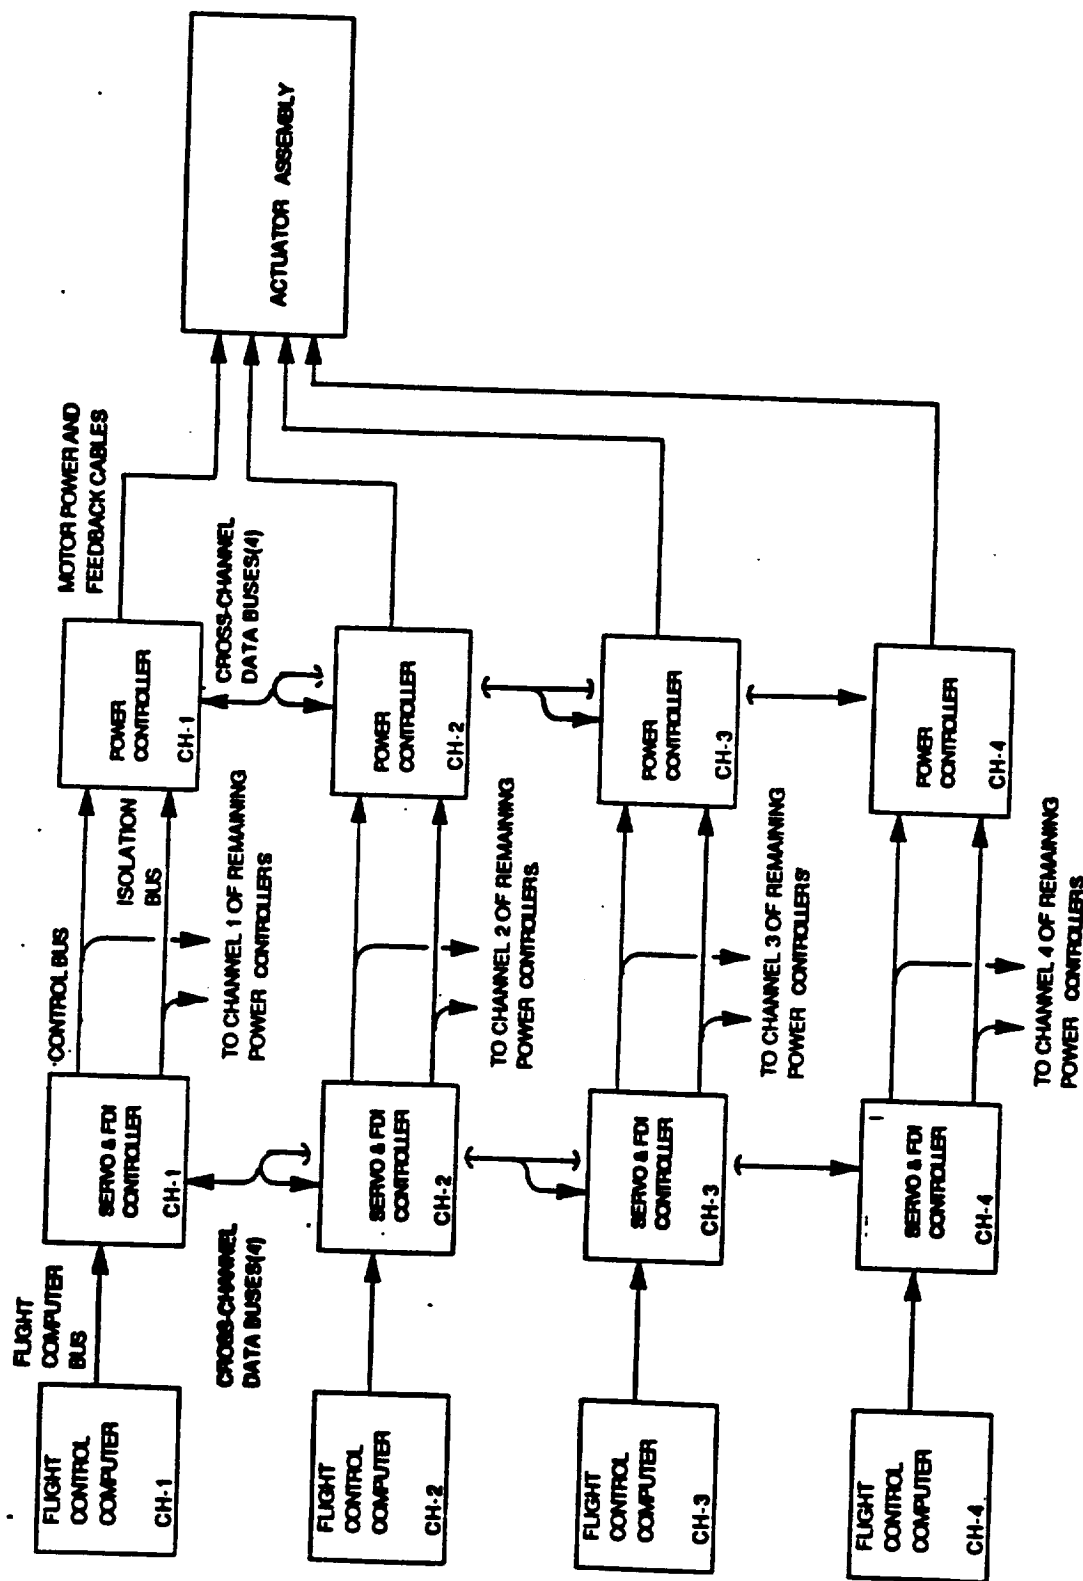 FLIGHT
CONTROL
COMPUTER
CH-1
FLIGHT
COMPUTER
BUS
SERVO & FDI
CONTROLLER
CH-1
CONTROL BUS
ISOLATION
BUS
TO CHANNEL 1 OF REMAINING
POWER CONTROLLERS
POWER
CONTROLLER
CH-1
MOTOR POWER AND
FEEDBACK CABLES
ACTUATOR ASSEMBLY
CROSS-CHANNEL
DATA BUSES(4)
CROSS-CHANNEL
DATA BUSES(4)
FLIGHT
CONTROL
COMPUTER
CH-2
SERVO & FDI
CONTROLLER
CH-2
TO CHANNEL 2 OF REMAINING
POWER CONTROLLERS
POWER
CONTROLLER
CH-2
FLIGHT
CONTROL
COMPUTER
CH-3
SERVO & FDI
CONTROLLER
CH-3
TO CHANNEL 3 OF REMAINING
POWER CONTROLLERS
POWER
CONTROLLER
CH-3
FLIGHT
CONTROL
COMPUTER
CH-4
SERVO & FDI
CONTROLLER
CH-4
TO CHANNEL 4 OF REMAINING
POWER CONTROLLERS
POWER
CONTROLLER
CH-4